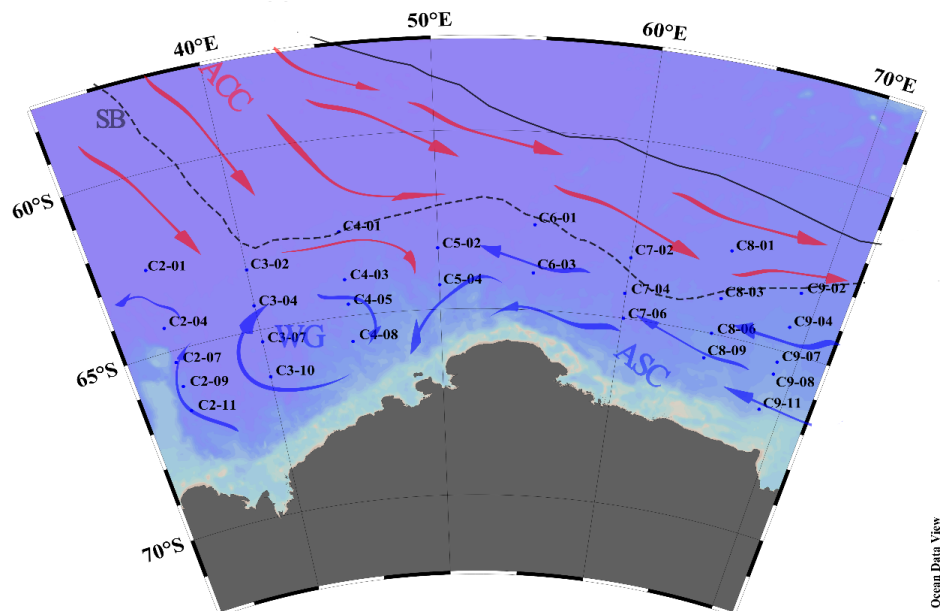 50°E
40°E
60°E
70°E
ACC
SB
60°S
C4-01
C6-01
C2-01
C3-02
C5-02
C7-02
C8-01
C4-03
C5-04
C6-03
C7-04
C8-03
C9-02
C3-04
C4-05
C2-04
C7-06
C9-04
C3-07
WG
C4-08
C8-06
65°S
C2-07
ASC
C8-09
C9-07
C2-09
C3-10
C9-08
C2-11
C9-11
70°S
Ocean Data View